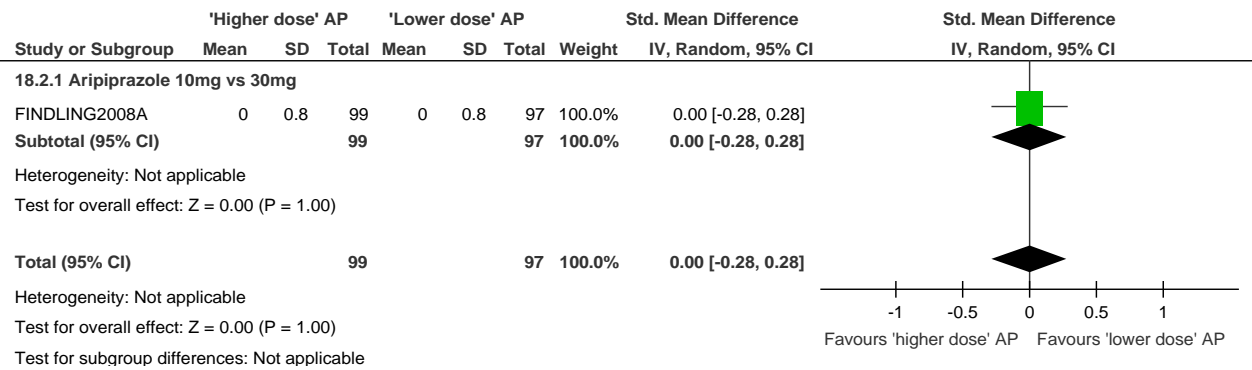 'Higher dose' AP 'Lower dose' AP Std. Mean Difference Std. Mean Difference
Study or Subgroup Mean SD Total Mean SD Total Weight IV, Random, 95% CI IV, Random, 95% CI
18.2.1 Aripiprazole 10mg vs 30mg
FINDLING2008A 0 0.8 99 0 0.8 97 100.0% 0.00 [-0.28, 0.28]
Subtotal (95% CI) 99 97 100.0% 0.00 [-0.28, 0.28]
Heterogeneity: Not applicable
Test for overall effect: Z = 0.00 (P = 1.00)
Total (95% CI) 99 97 100.0% 0.00 [-0.28, 0.28]
Heterogeneity: Not applicable
Test for overall effect: Z = 0.00 (P = 1.00)
Test for subgroup differences: Not applicable
-1 -0.5 0 0.5 1
Favours 'higher dose' AP Favours 'lower dose' AP